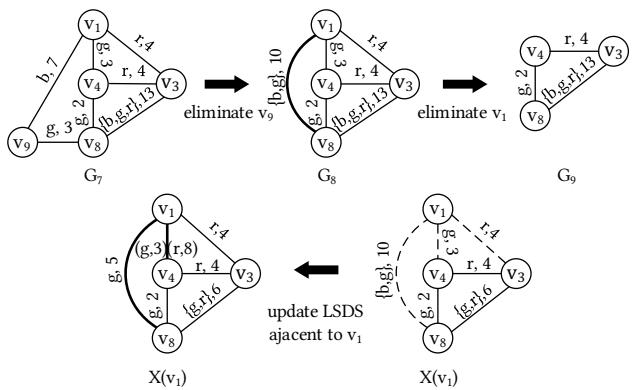 v1
r,4
g, 3
b, 7
v4
r, 4
v3
g, 2
{b,g,r},13
v9
g, 3
v8
G7
eliminate v9
v1
r,4
g, 3
{b,g}, 10
v4
r, 4
v3
g, 2
{b,g,r},13
v8
G8
eliminate v1
v4
r, 4
v3
g, 2
{b,g,r},13
v8
G9
v1
r,4
(g,3)
(r,8)
g, 5
v4
r, 4
v3
g, 2
{g,r},6
v8
X(v1)
update LSDS
ajacent to v1
v1
r,4
g, 3
{b,g}, 10
v4
r, 4
v3
g, 2
{g,r},6
v8
X(v1)